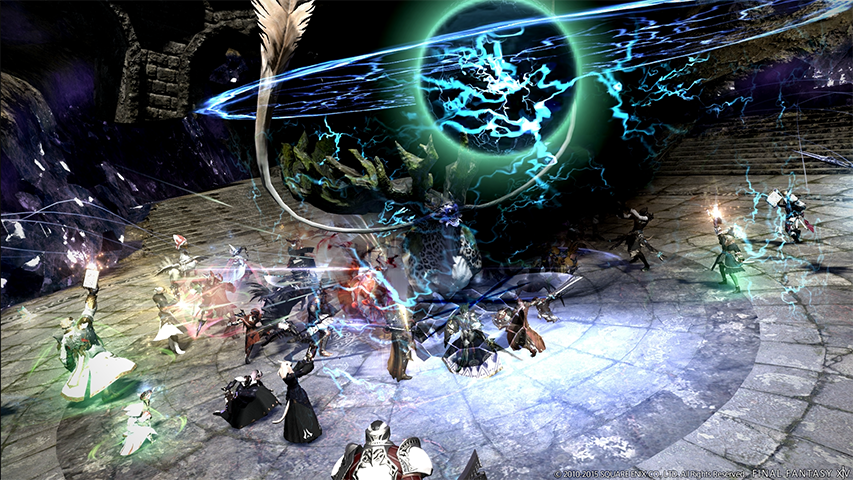 © 2010-2015 SQUARE ENIX CO., LTD. All Rights Reserved. FINAL FANTASY XIV